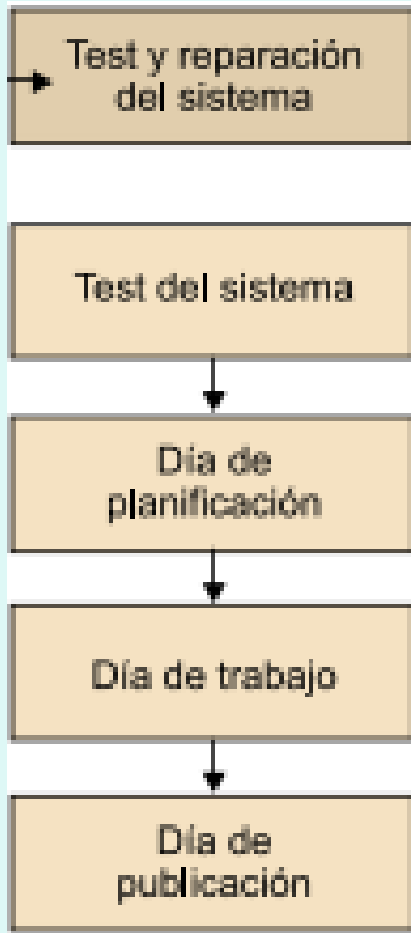 Test y reparación
del sistema
Test del sistema
Día de
planificación
Día de trabajo
Día de
publicación